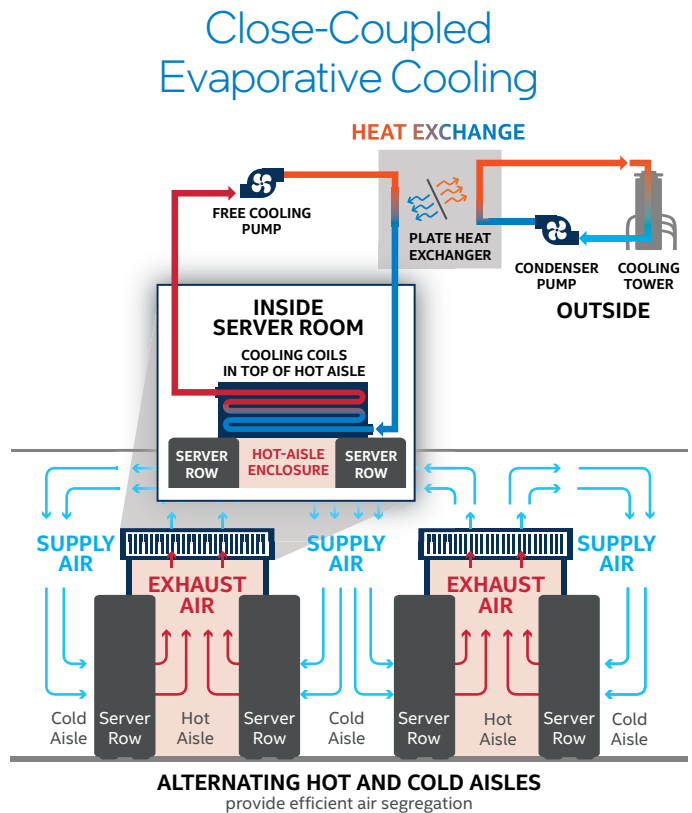 Close-Coupled
Evaporative Cooling
HEAT EXCHANGE
FREE COOLING
PUMP
PLATE HEAT
EXCHANGER
CONDENSER
PUMP
COOLING
TOWER
OUTSIDE
INSIDE
SERVER ROOM
COOLING COILS
IN TOP OF HOT AISLE
SERVER
ROW
HOT-AISLE
ENCLOSURE
SERVER
ROW
SUPPLY
AIR
SUPPLY
AIR
SUPPLY
AIR
EXHAUST
AIR
EXHAUST
AIR
Cold
Aisle
Server
Row
Hot
Aisle
Server
Row
Cold
Aisle
Server
Row
Hot
Aisle
Server
Row
Cold
Aisle
ALTERNATING HOT AND COLD AISLES
provide efficient air segregation